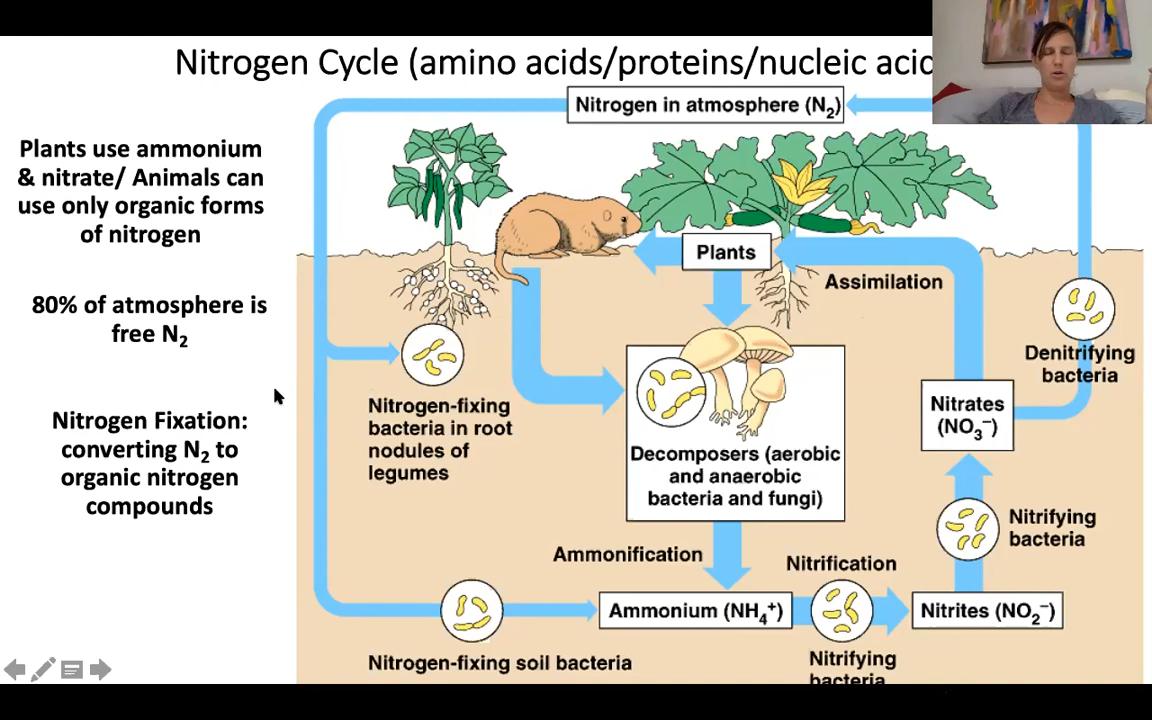 Nitrogen Cycle (amino acids/proteins/nucleic acid
Nitrogen in atmosphere (N₂)
Plants use ammonium
& nitrate/ Animals can
use only organic forms
of nitrogen
80% of atmosphere is
free N₂
Nitrogen Fixation:
converting N₂ to
organic nitrogen
compounds
Plants
Assimilation
Denitrifying
bacteria
Nitrogen-fixing
bacteria in root
nodules of
legumes
Decomposers (aerobic
and anaerobic
bacteria and fungi)
Nitrates
(NO₃⁻)
Nitrifying
bacteria
Ammonification
Nitrification
Ammonium (NH₄⁺)
Nitrites (NO₂⁻)
Nitrogen-fixing soil bacteria
Nitrifying
bacteria